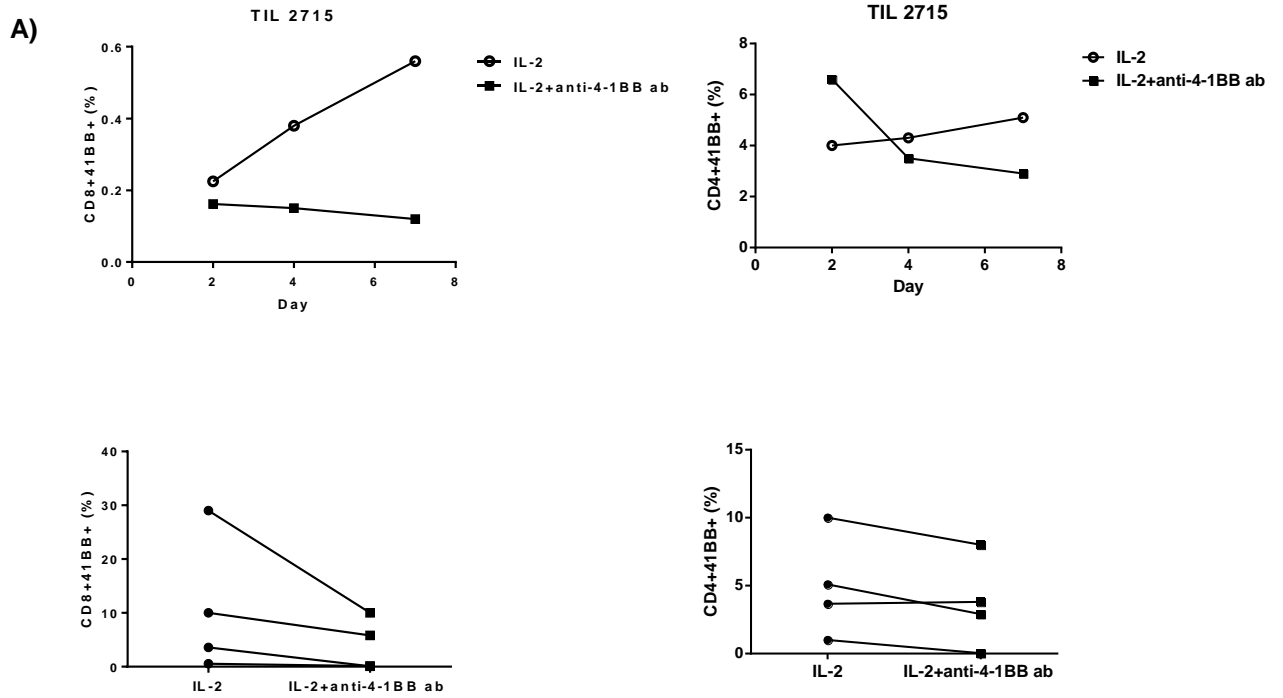 A)
TIL 2715
CD8+41BB+ (%)
0.6
0.4
0.2
0.0
0 2 4 6 8
Day
IL-2
IL-2+anti-4-1BB ab
TIL 2715
CD4+41BB+ (%)
8
6
4
2
0
0 2 4 6 8
Day
IL-2
IL-2+anti-4-1BB ab
CD8+41BB+ (%)
40
30
20
10
0
IL-2 IL-2+anti-4-1BB ab
CD4+41BB+ (%)
15
10
5
0
IL-2 IL-2+anti-4-1BB ab